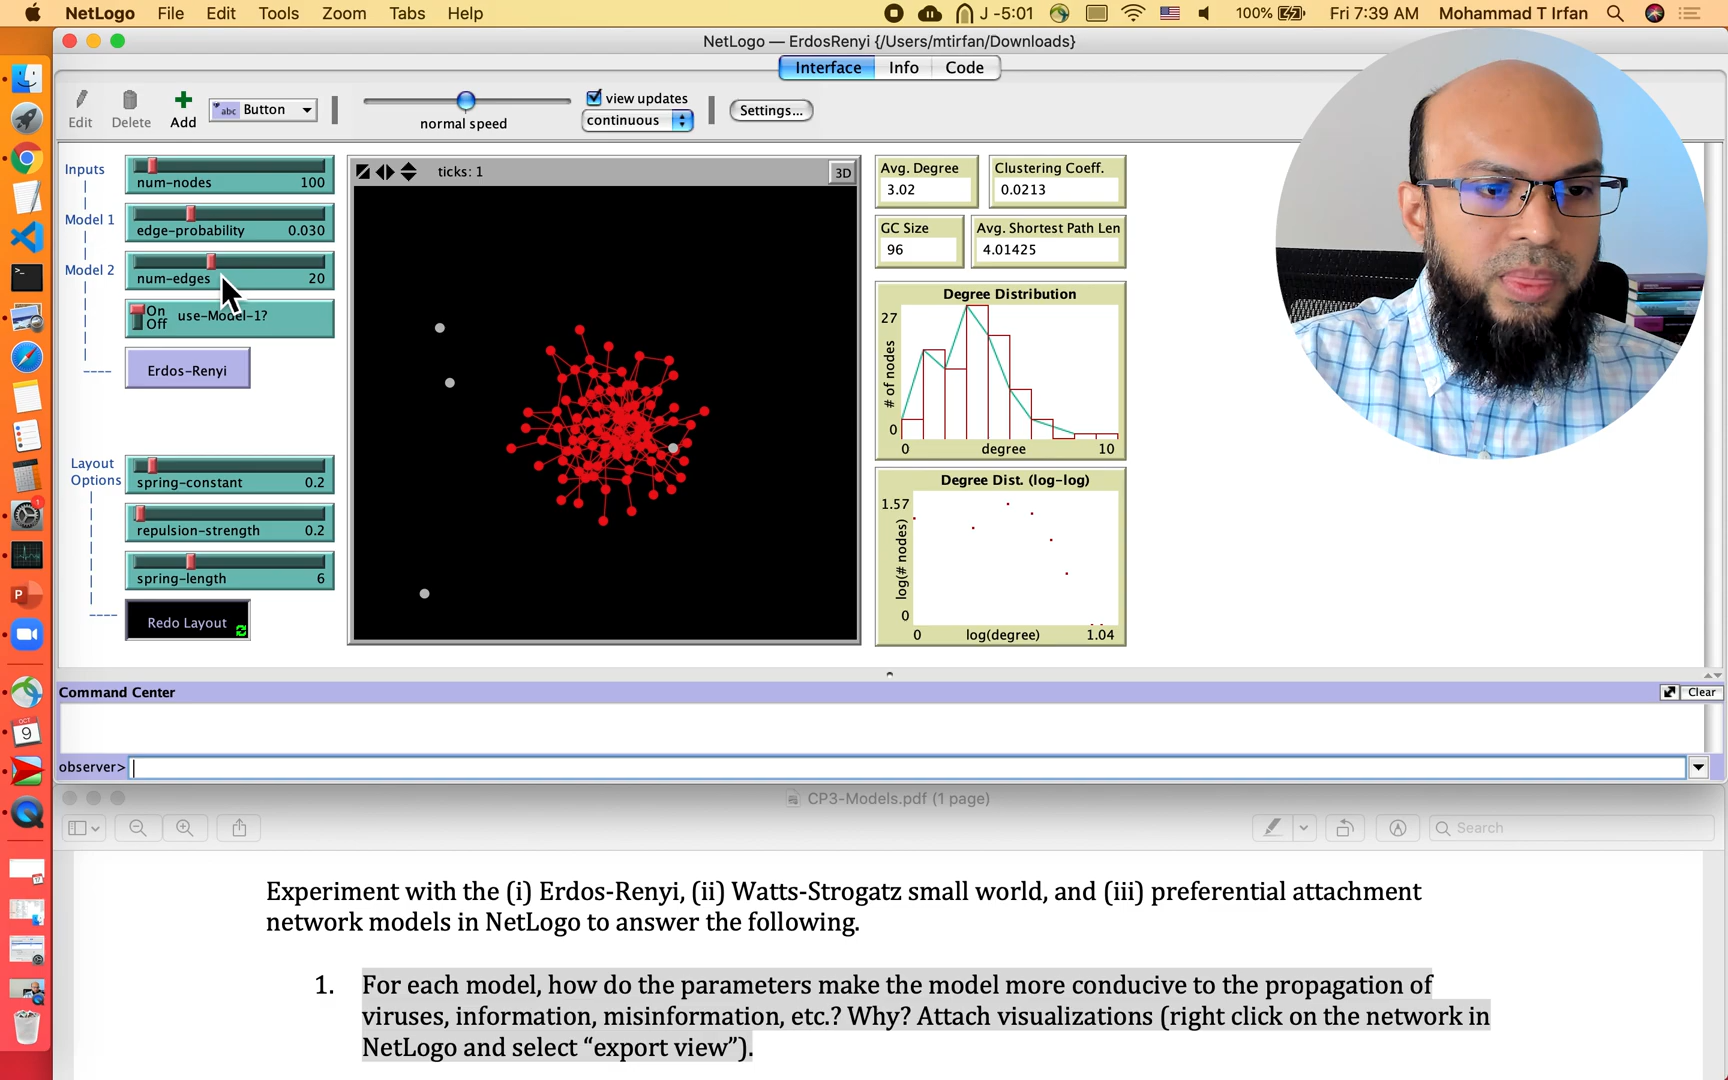 NetLogo File Edit Tools Zoom Tabs Help J -5:01 100% Fri 7:39 AM Mohammad T Irfan
NetLogo — ErdosRenyi {/Users/mtirfan/Downloads}
Interface Info Code
Edit Delete Add abc Button normal speed view updates continuous Settings...
Inputs
num-nodes 100
Model 1
edge-probability 0.030
Model 2
num-edges 20
On
Off
use-Model-1?
Erdos-Renyi
Layout
Options
spring-constant 0.2
repulsion-strength 0.2
spring-length 6
Redo Layout
ticks: 1 3D
Avg. Degree
3.02
Clustering Coeff.
0.0213
GC Size
96
Avg. Shortest Path Len
4.01425
Degree Distribution
27
# of nodes
0
0 degree 10
Degree Dist. (log-log)
1.57
log(# nodes)
0
0 log(degree) 1.04
Command Center Clear
observer>
CP3-Models.pdf (1 page)
Search
Experiment with the (i) Erdos-Renyi, (ii) Watts-Strogatz small world, and (iii) preferential attachment
network models in NetLogo to answer the following.
1. For each model, how do the parameters make the model more conducive to the propagation of
viruses, information, misinformation, etc.? Why? Attach visualizations (right click on the network in
NetLogo and select “export view”).
OCT
9
17
1
P